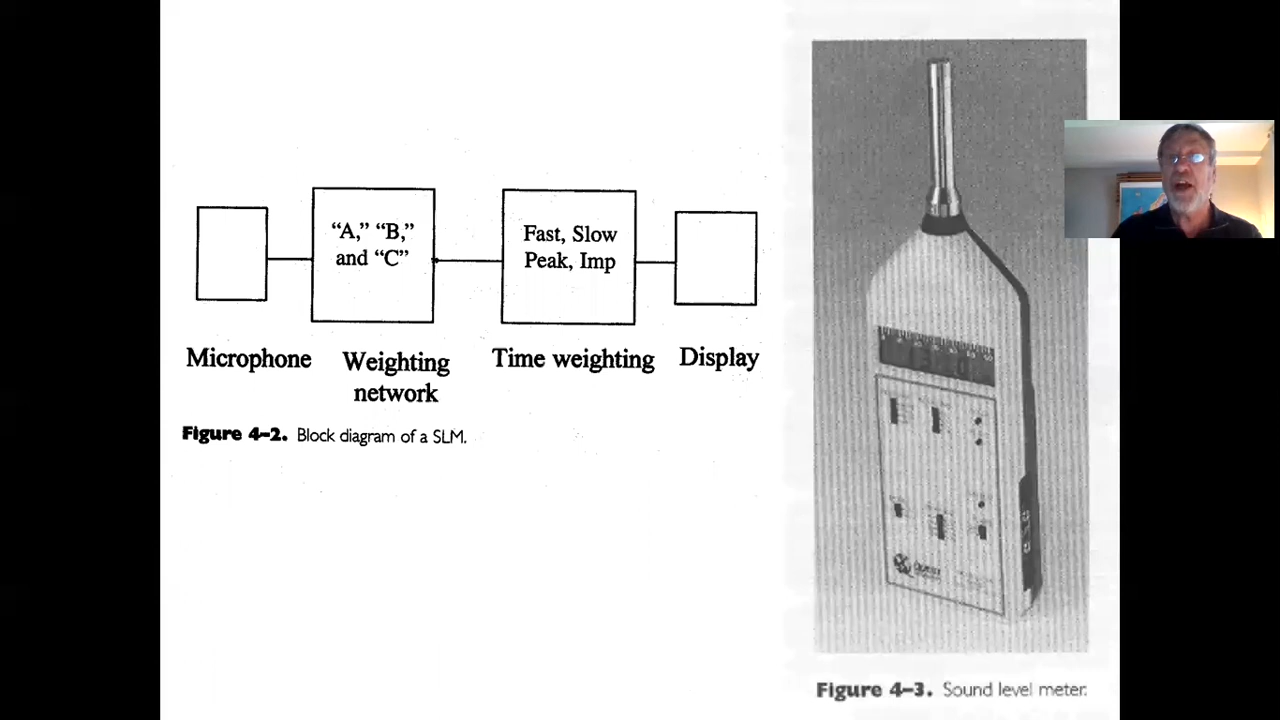 “A,” “B,”
and “C”
Fast, Slow
Peak, Imp
Microphone
Weighting
network
Time weighting
Display
Figure 4–2. Block diagram of a SLM.
Figure 4–3. Sound level meter.